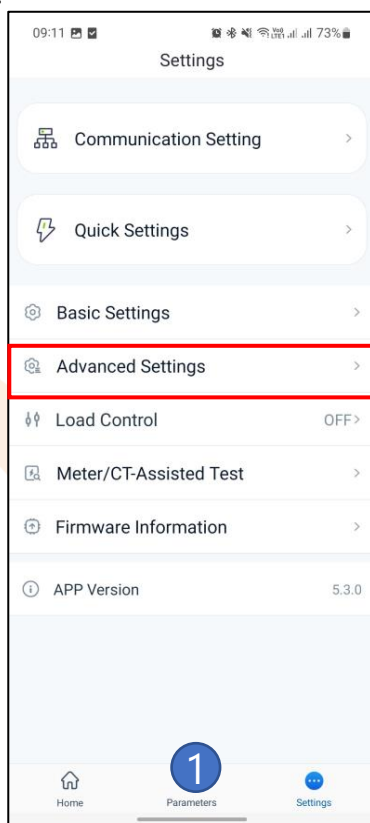 09:11 73%
Settings
Communication Setting
Quick Settings
Basic Settings
Advanced Settings
Load Control OFF
Meter/CT-Assisted Test
Firmware Information
APP Version 5.3.0
1
Home Parameters Settings